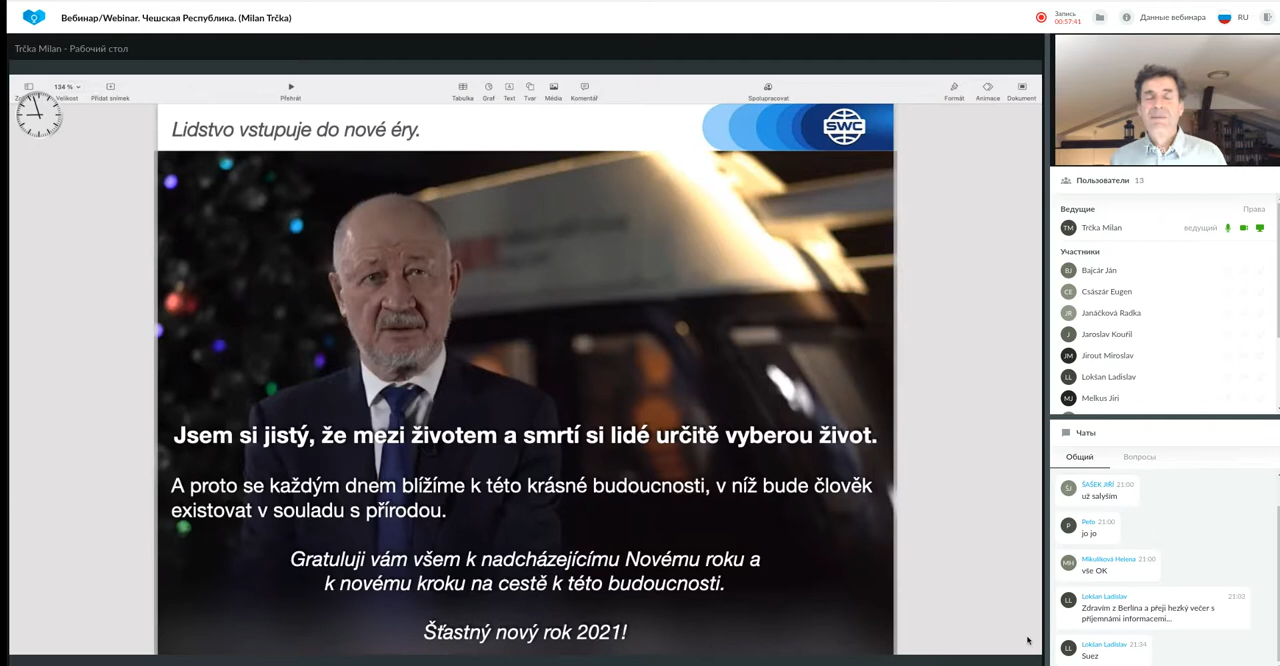 Вебинар/Webinar. Чешская Республика. (Milan Trčka)
Запись
00:57:41
Данные вебинара
RU
Trčka Milan - Рабочий стол
134 %
Velikost
Přidat snímek
Přehrát
Tabulka
Graf
Text
Tvar
Média
Komentář
Spolupracovat
Formát
Animace
Dokument
Lidstvo vstupuje do nové éry.
SWC
Jsem si jistý, že mezi životem a smrtí si lidé určitě vyberou život.
A proto se každým dnem blížíme k této krásné budoucnosti, v níž bude člověk
existovat v souladu s přírodou.
Gratuluji vám všem k nadcházejícímu Novému roku a
k novému kroku na cestě k této budoucnosti.
Šťastný nový rok 2021!
Пользователи 13
Ведущие
Права
TM
Trčka Milan
ведущий
Участники
BJ
Bajcár Ján
CE
Császár Eugen
JR
Janáčková Radka
J
Jaroslav Kouřil
JM
Jirout Miroslav
LL
Lokšan Ladislav
MJ
Melkus Jiri
Чаты
Общий
Вопросы
ŠJ
ŠAŠEK JIŘÍ 21:00
už salyším
P
Peto 21:00
jo jo
MH
Mikulíková Helena 21:00
vše OK
LL
Lokšan Ladislav 21:03
Zdravím z Berlína a přeji hezký večer s
příjemnámi informacemi...
LL
Lokšan Ladislav 21:34
Suez